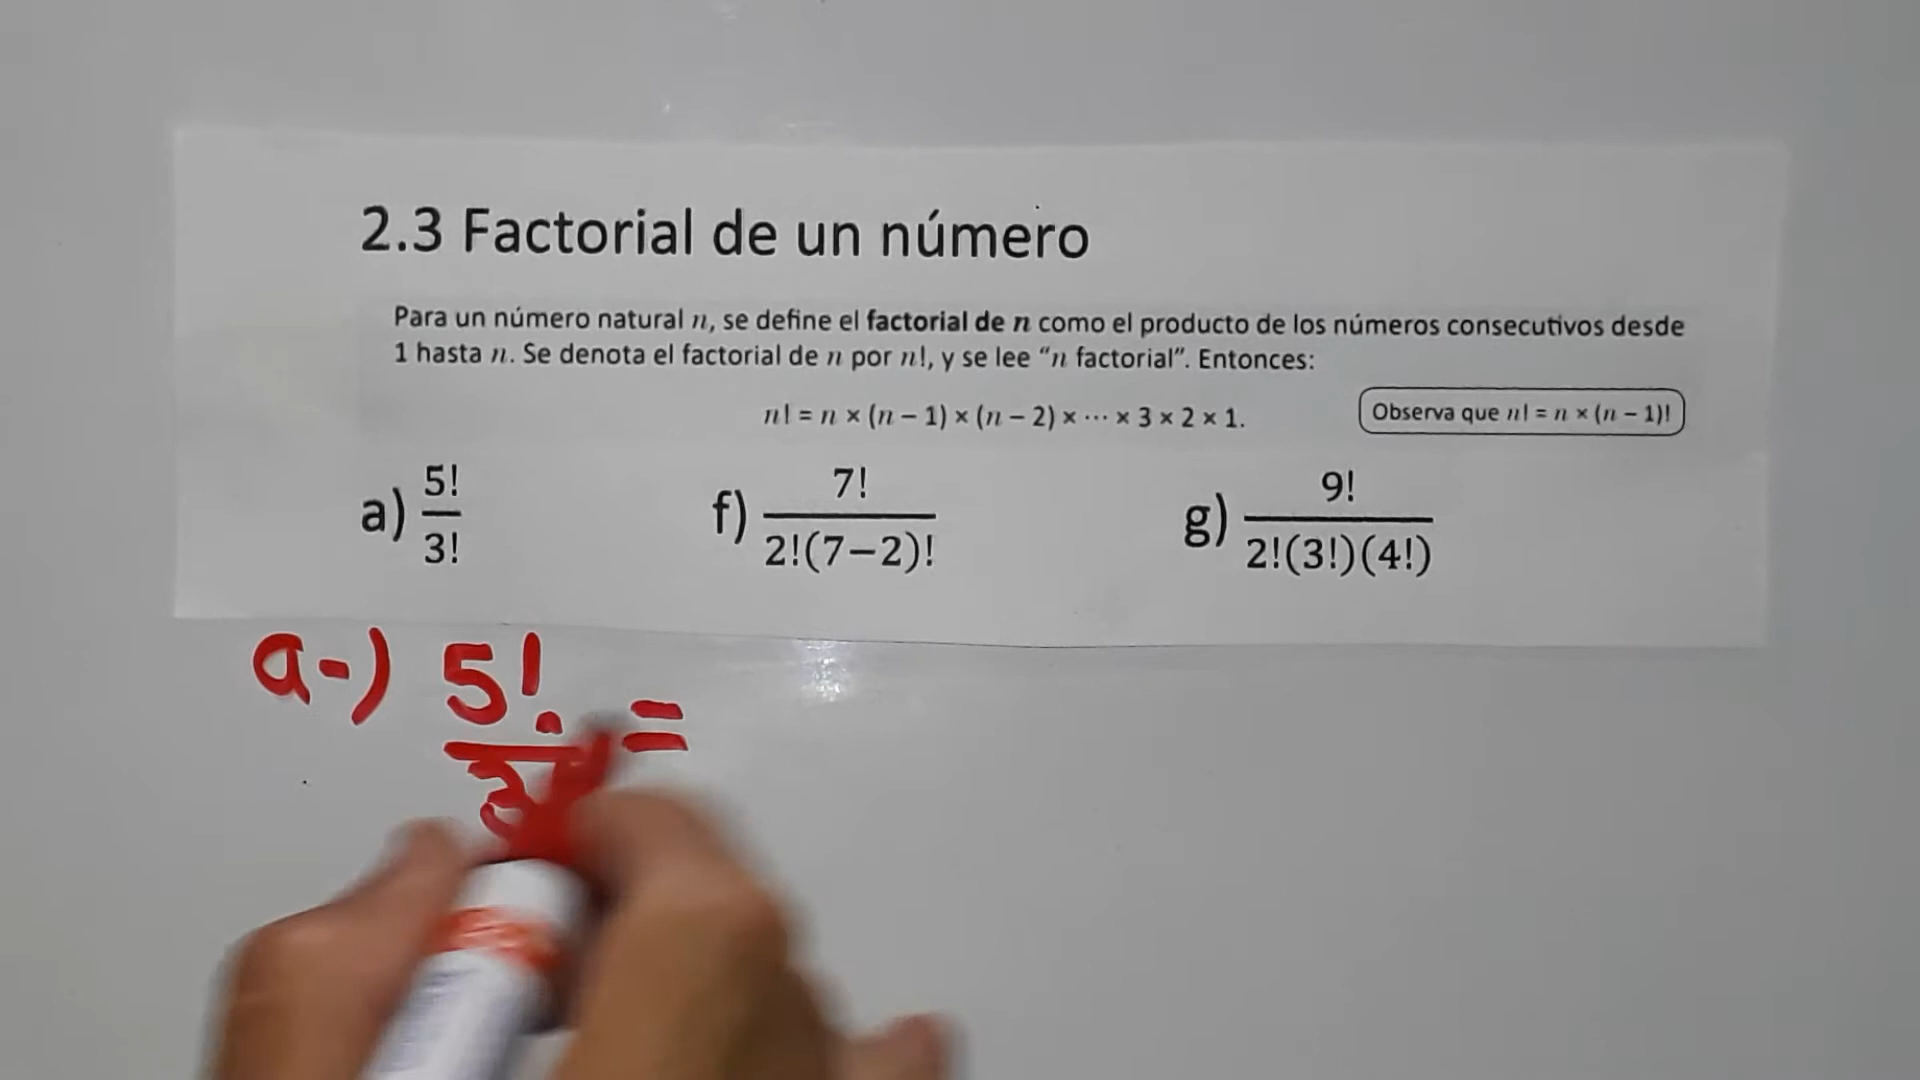 2.3 Factorial de un número
Para un número natural n, se define el factorial de n como el producto de los números consecutivos desde
1 hasta n. Se denota el factorial de n por n!, y se lee “n factorial”. Entonces:
n! = n × (n – 1) × (n – 2) × ··· × 3 × 2 × 1.
Observa que n! = n × (n – 1)!
a) 5!/3!
f) 7!/2!(7−2)!
g) 9!/2!(3!)(4!)
a-) 5! =
3